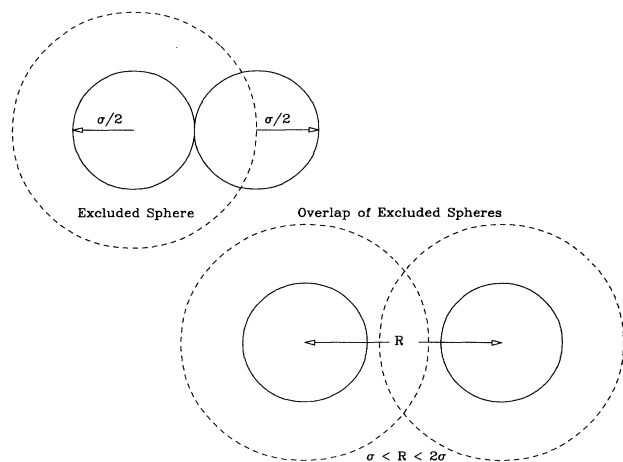 σ/2
σ/2
Excluded Sphere
Overlap of Excluded Spheres
R
σ < R < 2σ